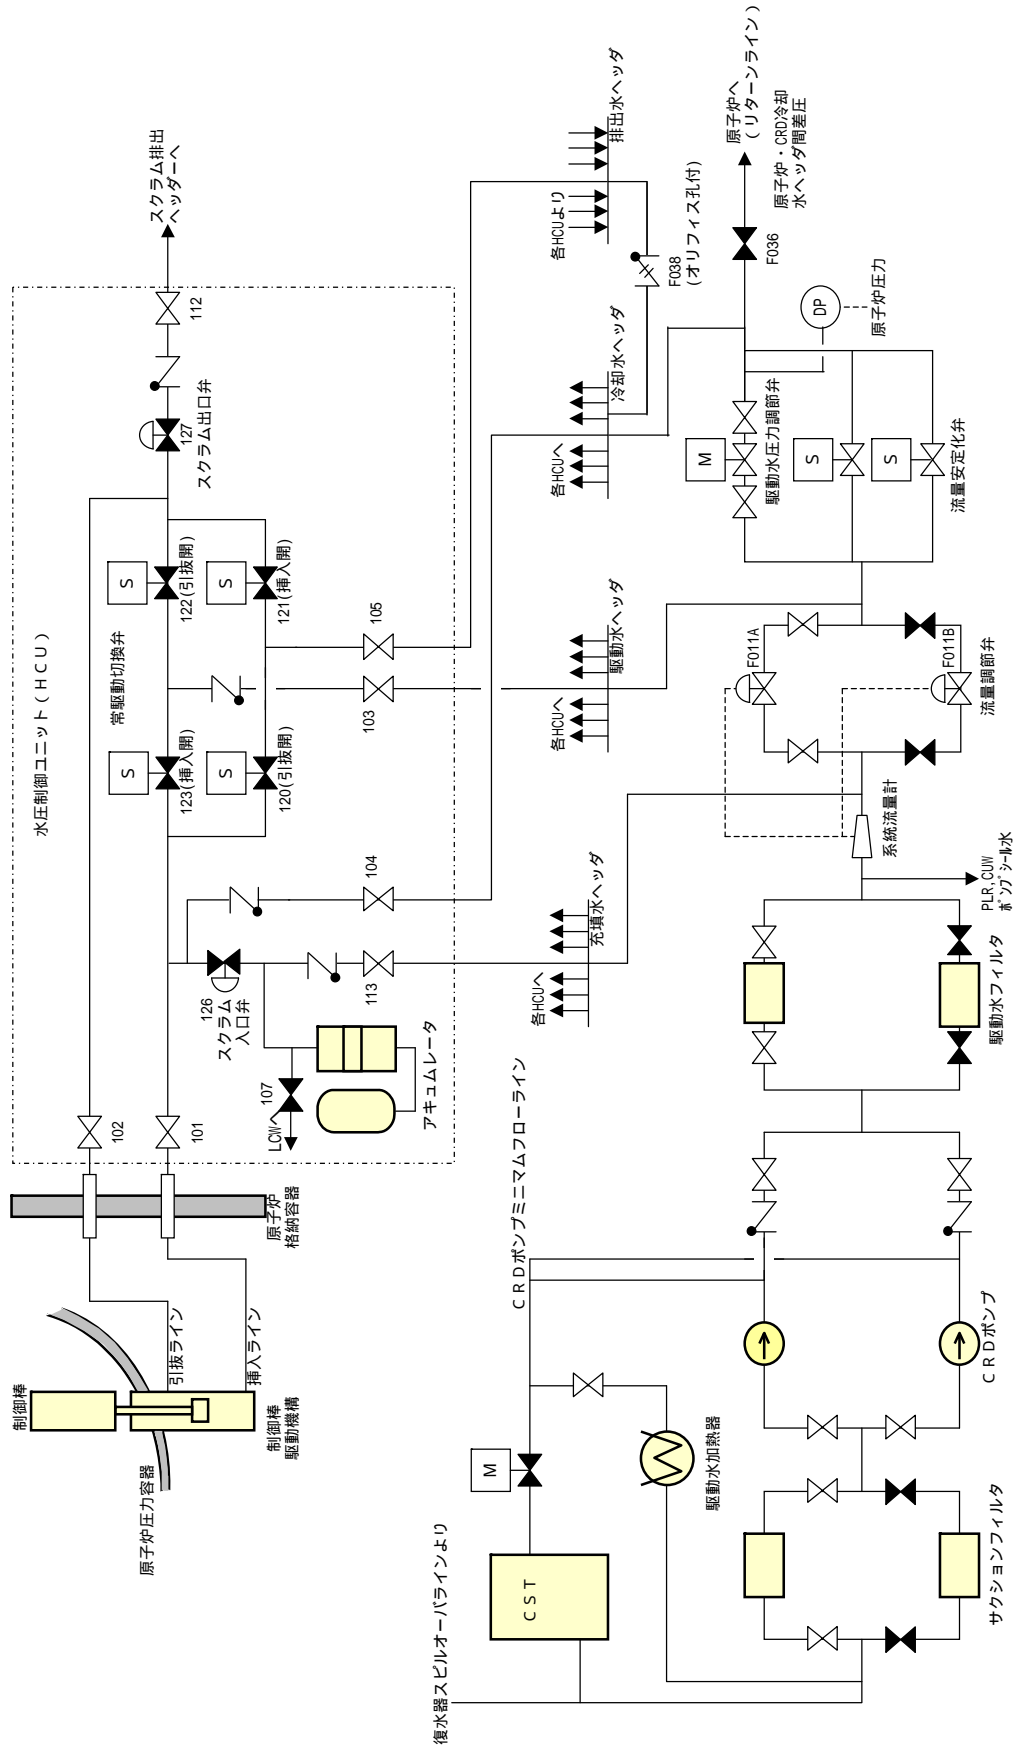 水圧制御ユニット(HCU)
スクラム排出
ヘッダーへ
112
127
スクラム出口弁
常駆動切換弁
S
122(引抜開)
S
121(挿入開)
S
123(挿入開)
S
120(引抜開)
105
103
104
113
126
スクラム
入口弁
107
LCWへ
アキュムレータ
102
101
原子炉
格納容器
引抜ライン
挿入ライン
制御棒
制御棒
駆動機構
原子炉圧力容器
各HCUより
排出水ヘッダ
F038
(オリフィス孔付)
各HCUへ
冷却水ヘッダ
各HCUへ
駆動水ヘッダ
各HCUへ
充填水ヘッダ
原子炉へ
(リターンライン)
原子炉・CRD冷却
水ヘッダ間差圧
F036
DP
原子炉圧力
M
駆動水圧力調節弁
S
S
流量安定化弁
F011A
F011B
流量調節弁
系統流量計
PLR,CUW
ポンプシール水
駆動水フィルタ
CRDポンプミニマムフローライン
CRDポンプ
M
駆動水加熱器
CST
復水器スピルオーバラインより
サクションフィルタ